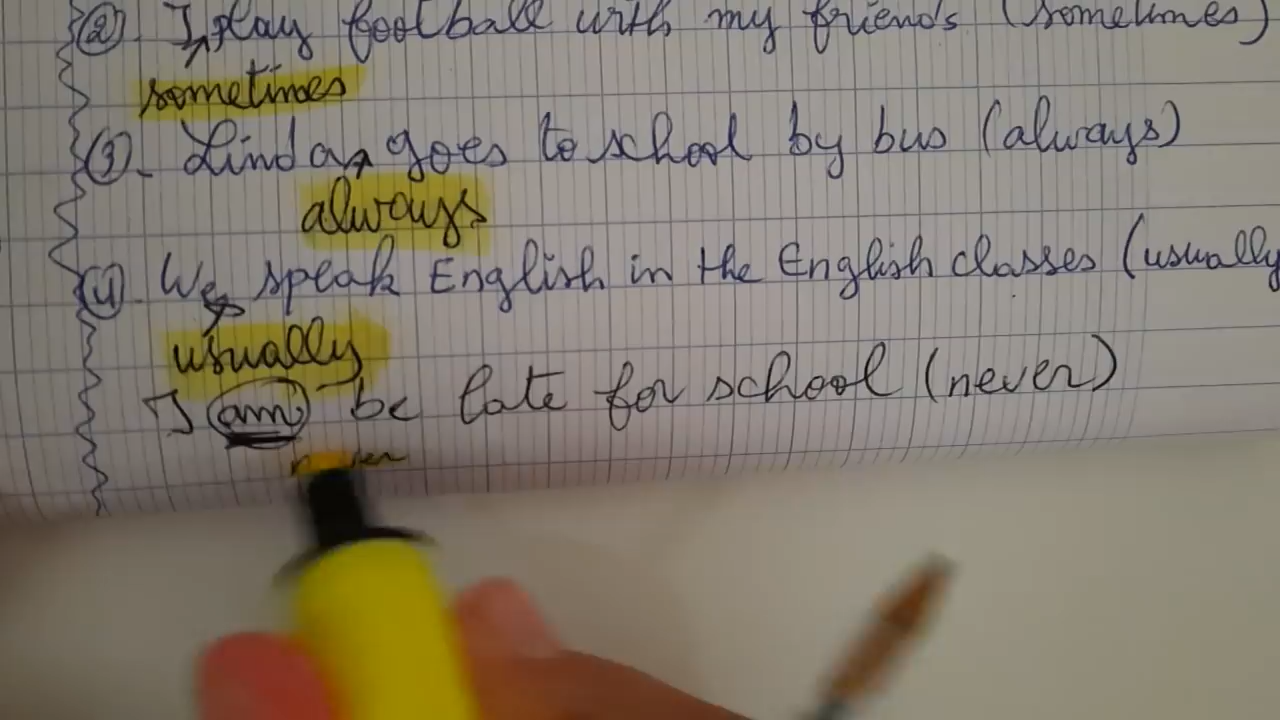 (2). I play football with my friends (sometimes)
sometimes
(3). Linda goes to school by bus (always)
always
(4). We speak English in the English classes (usually
usually
I am be late for school (never)